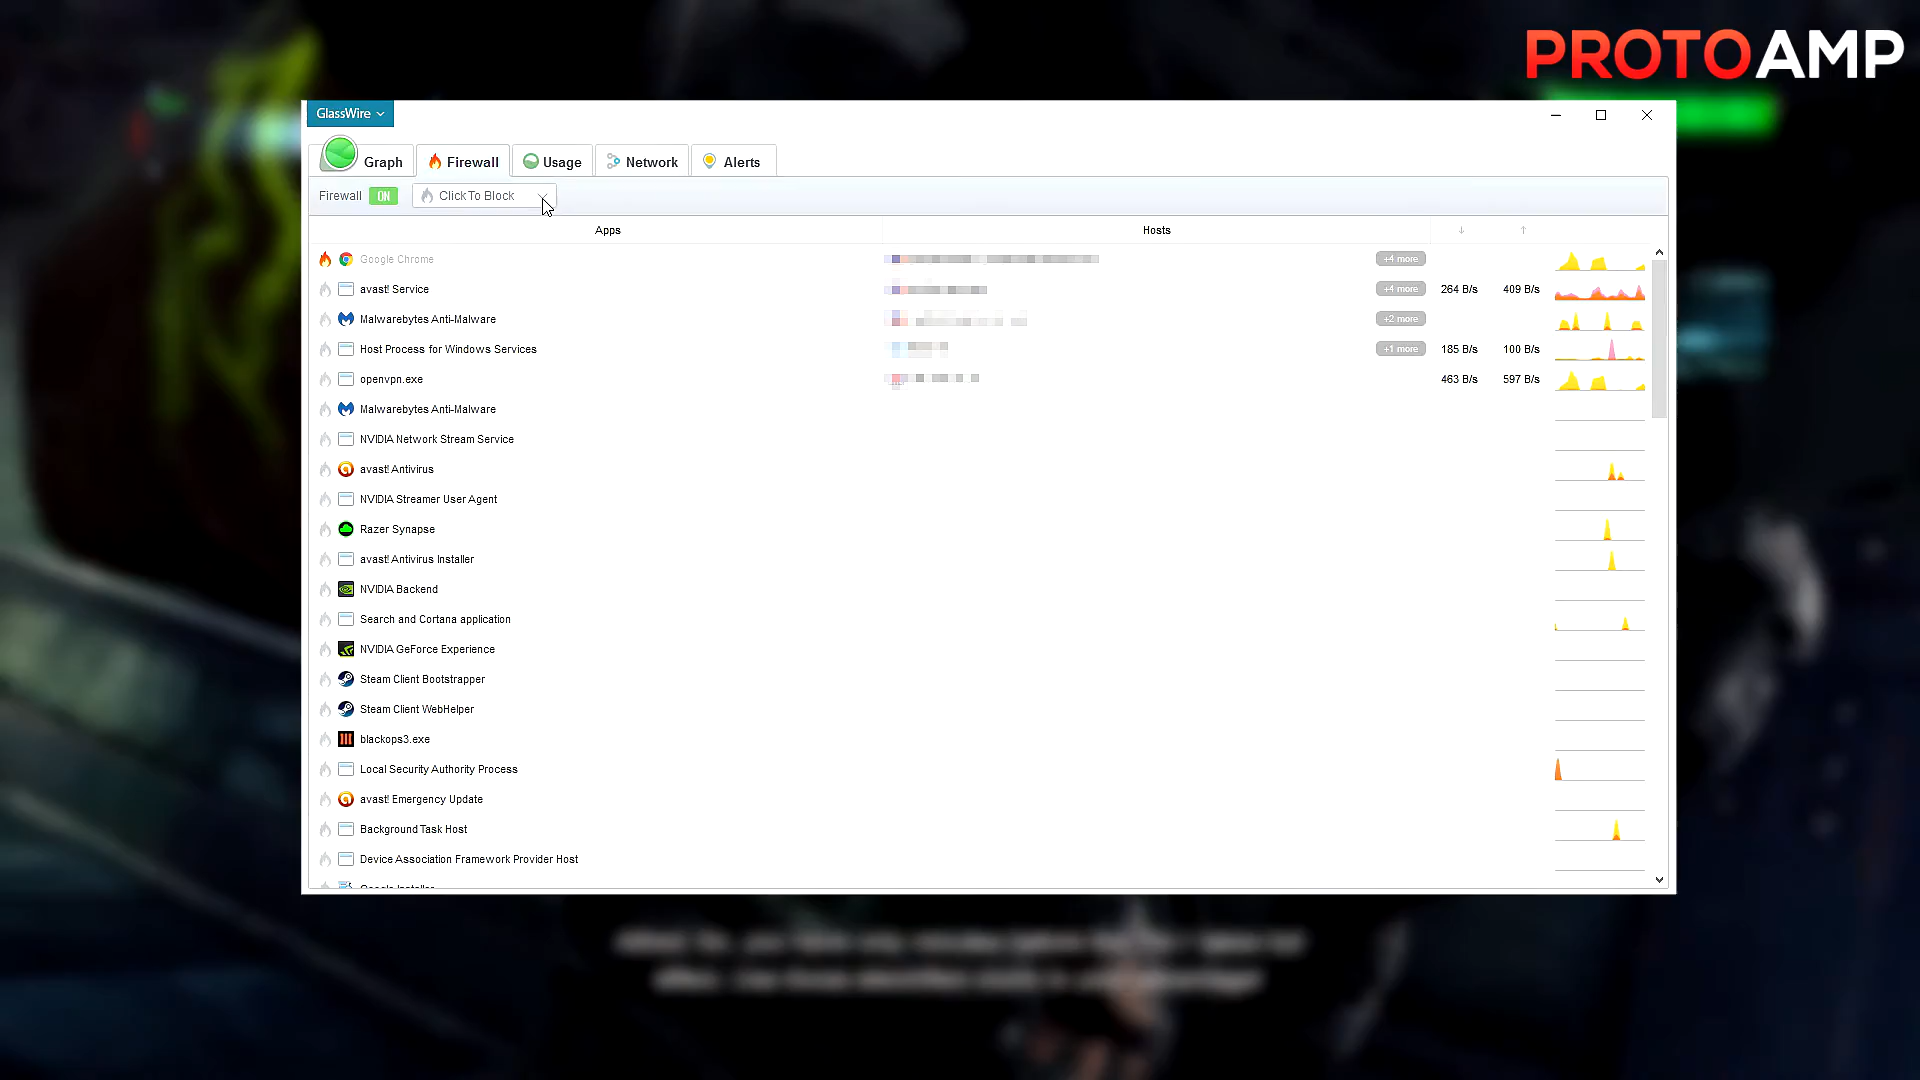 PROTOAMP
GlassWire
Graph
Firewall
Usage
Network
Alerts
Firewall ON Click To Block
Apps Hosts ↓ ↑
Google Chrome +4 more
avast! Service +4 more 264 B/s 409 B/s
Malwarebytes Anti-Malware +2 more
Host Process for Windows Services +1 more 185 B/s 100 B/s
openvpn.exe 463 B/s 597 B/s
Malwarebytes Anti-Malware
NVIDIA Network Stream Service
avast! Antivirus
NVIDIA Streamer User Agent
Razer Synapse
avast! Antivirus Installer
NVIDIA Backend
Search and Cortana application
NVIDIA GeForce Experience
Steam Client Bootstrapper
Steam Client WebHelper
blackops3.exe
Local Security Authority Process
avast! Emergency Update
Background Task Host
Device Association Framework Provider Host